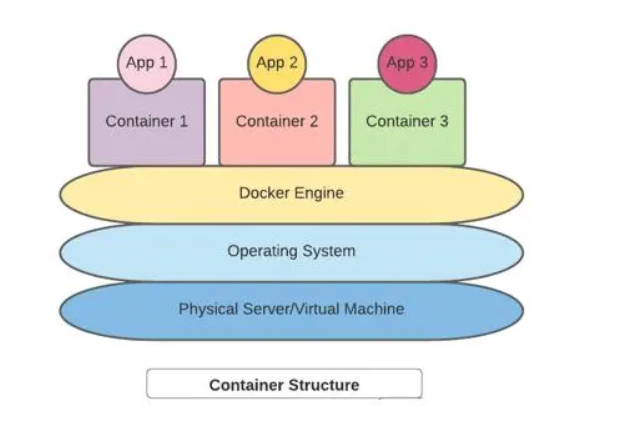 App 1
App 2
App 3
Container 1
Container 2
Container 3
Docker Engine
Operating System
Physical Server/Virtual Machine
Container Structure